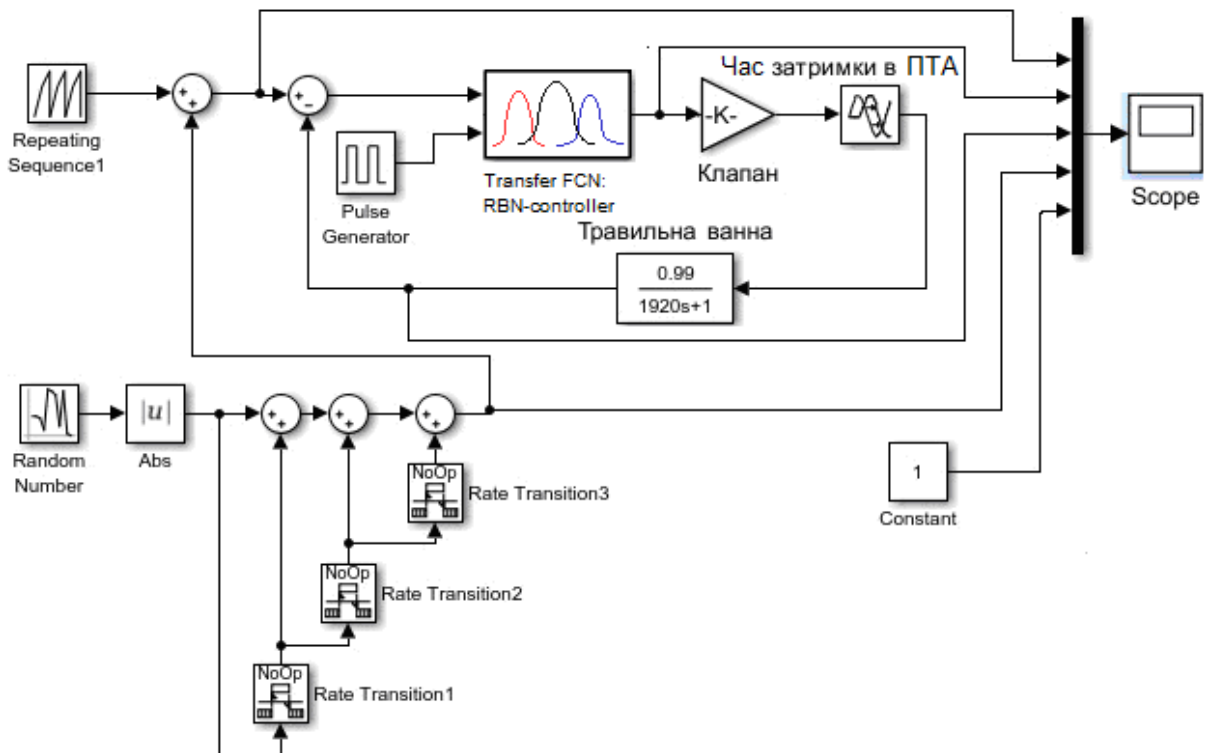 Час затримки в ПТА
-K-
Repeating
Sequence1
Клапан
Transfer FCN:
RBN-controller
Scope
Pulse
Generator
Травильна ванна
0.99
1920s+1
|u|
Random
Number
Abs
NoOp
Rate Transition3
1
Constant
NoOp
Rate Transition2
NoOp
Rate Transition1